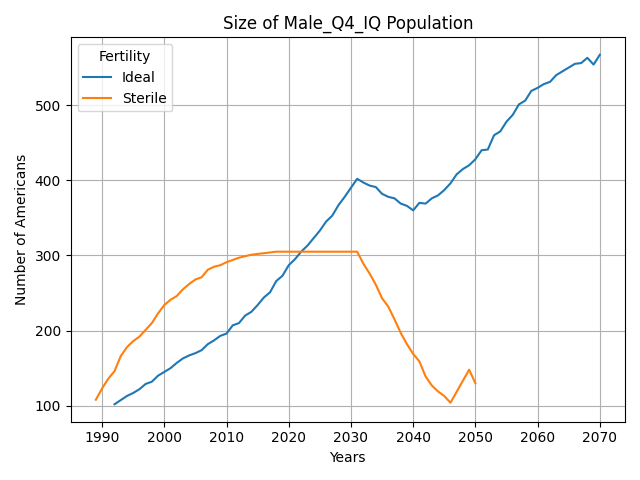 Size of Male_Q4_IQ Population
Fertility
Ideal
Sterile
Number of Americans
500
400
300
200
100
1990 2000 2010 2020 2030 2040 2050 2060 2070
Years